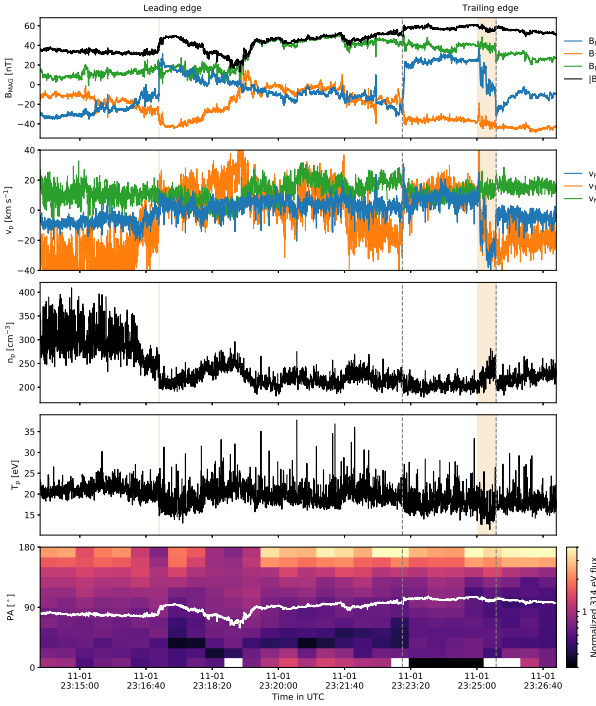 Leading edge Trailing edge
60
40
20
0
−20
−40
B_MAG [nT]
|B
40
20
0
−20
−40
v_p [km s⁻¹]
400
350
300
250
200
n_p [cm⁻³]
35
30
25
20
15
T_p [eV]
180
90
0
PA [°]
1
Normalized 314 eV flux
11-01 11-01 11-01 11-01 11-01 11-01 11-01 11-01
23:15:00 23:16:40 23:18:20 23:20:00 23:21:40 23:23:20 23:25:00 23:26:40
Time in UTC